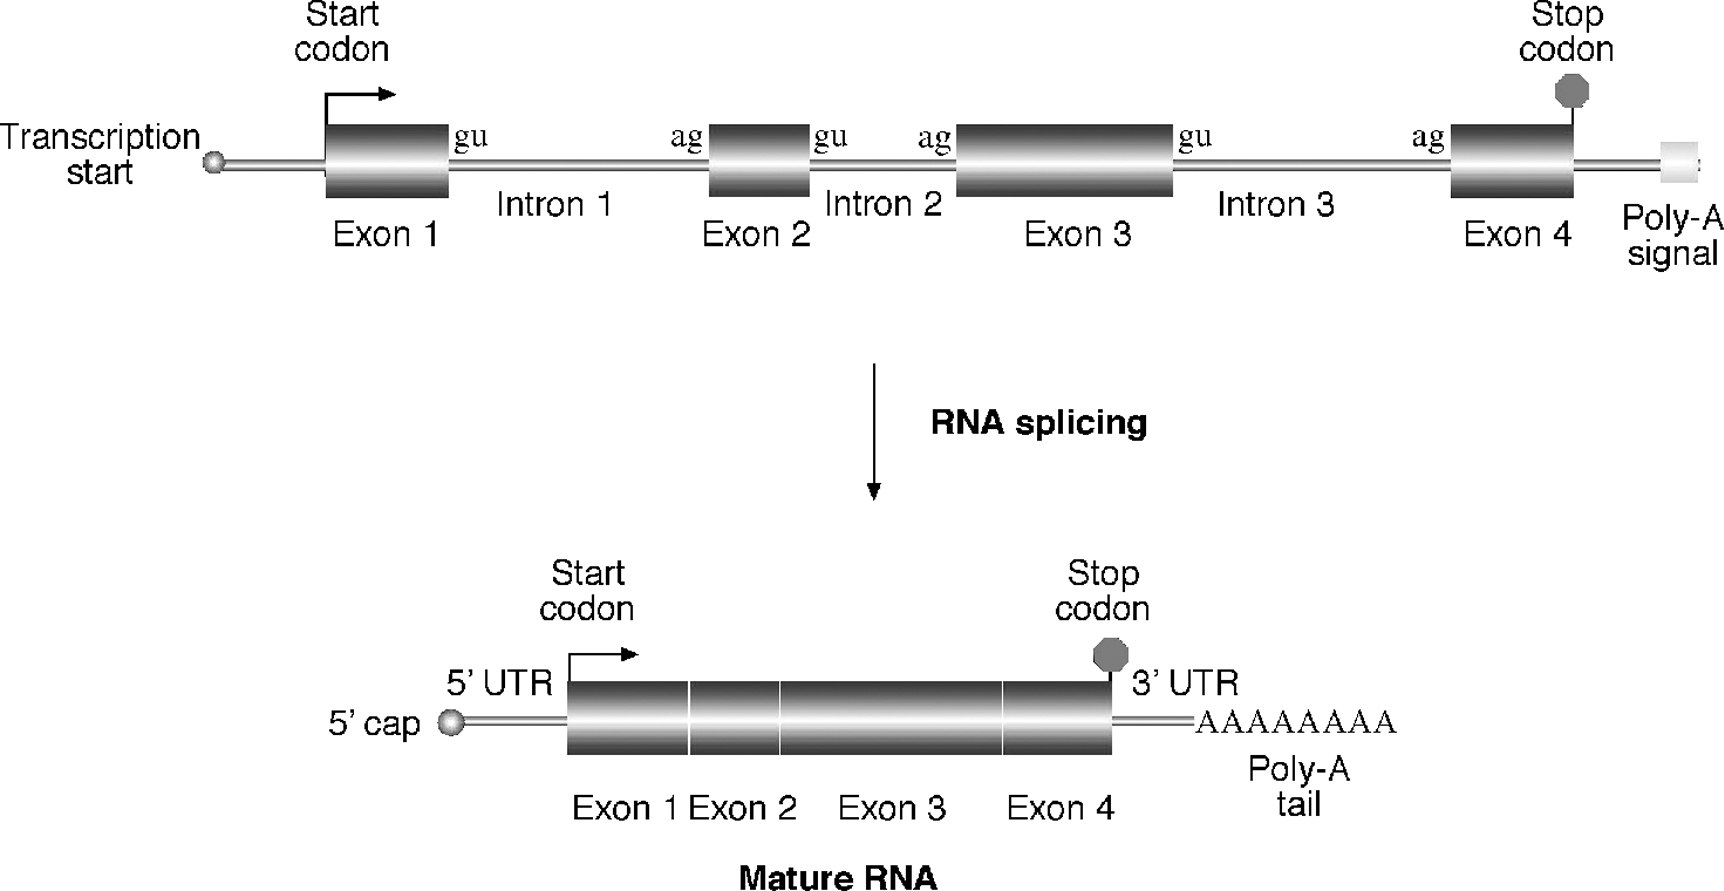 Start
codon
Stop
codon
Transcription
start
gu
ag
gu
ag
gu
ag
Intron 1
Intron 2
Intron 3
Exon 1
Exon 2
Exon 3
Exon 4
Poly-A
signal
RNA splicing
Start
codon
Stop
codon
5’ UTR
3’ UTR
5’ cap
AAAAAAAA
Poly-A
tail
Exon 1
Exon 2
Exon 3
Exon 4
Mature RNA